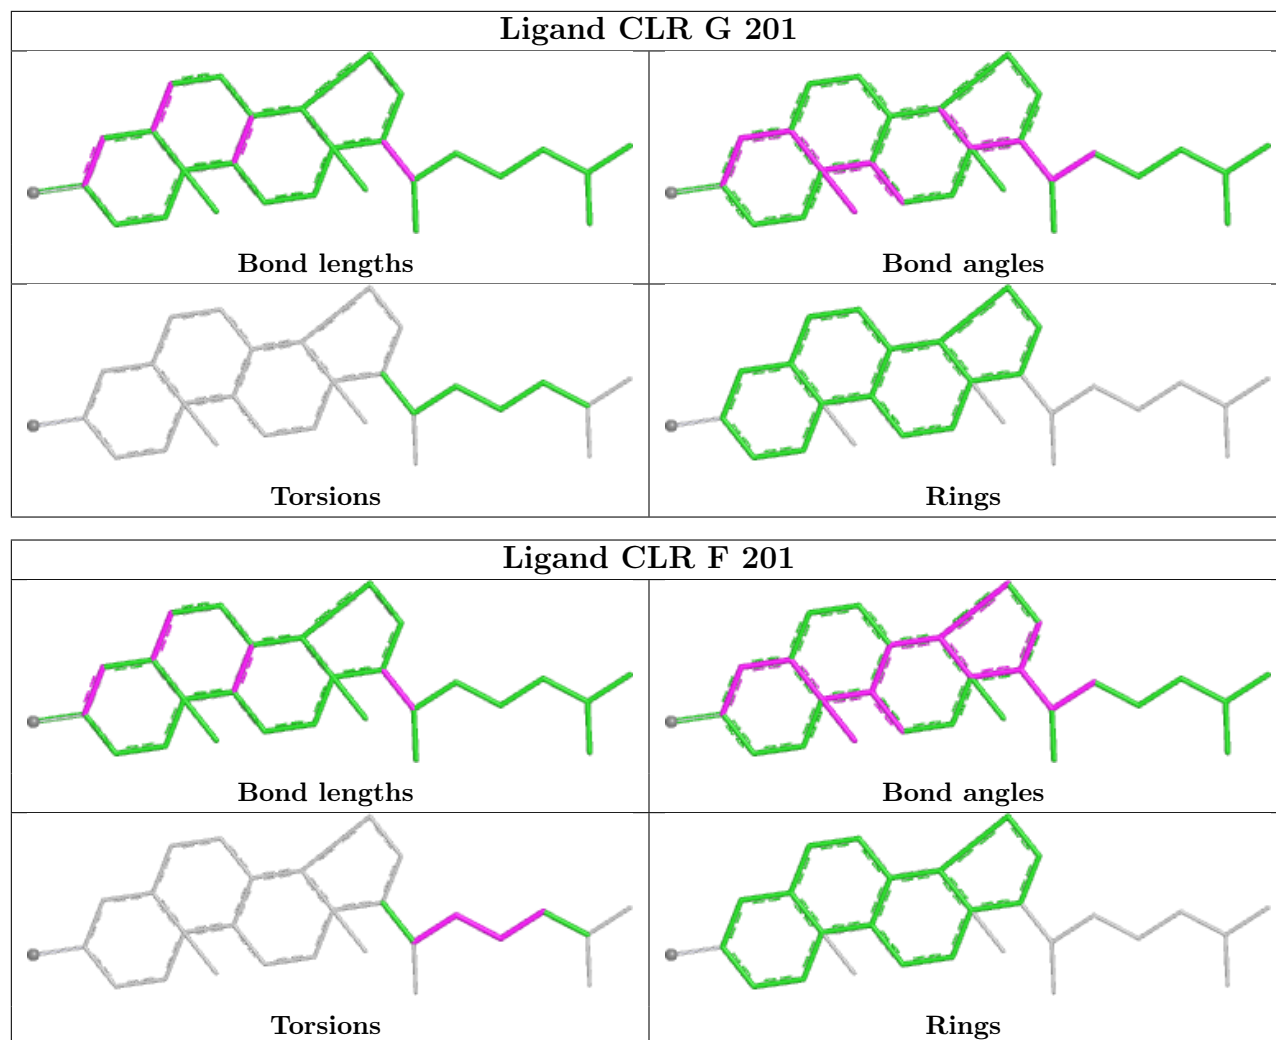 Ligand CLR G 201
Bond lengths
Bond angles
Torsions
Rings
Ligand CLR F 201
Bond lengths
Bond angles
Torsions
Rings